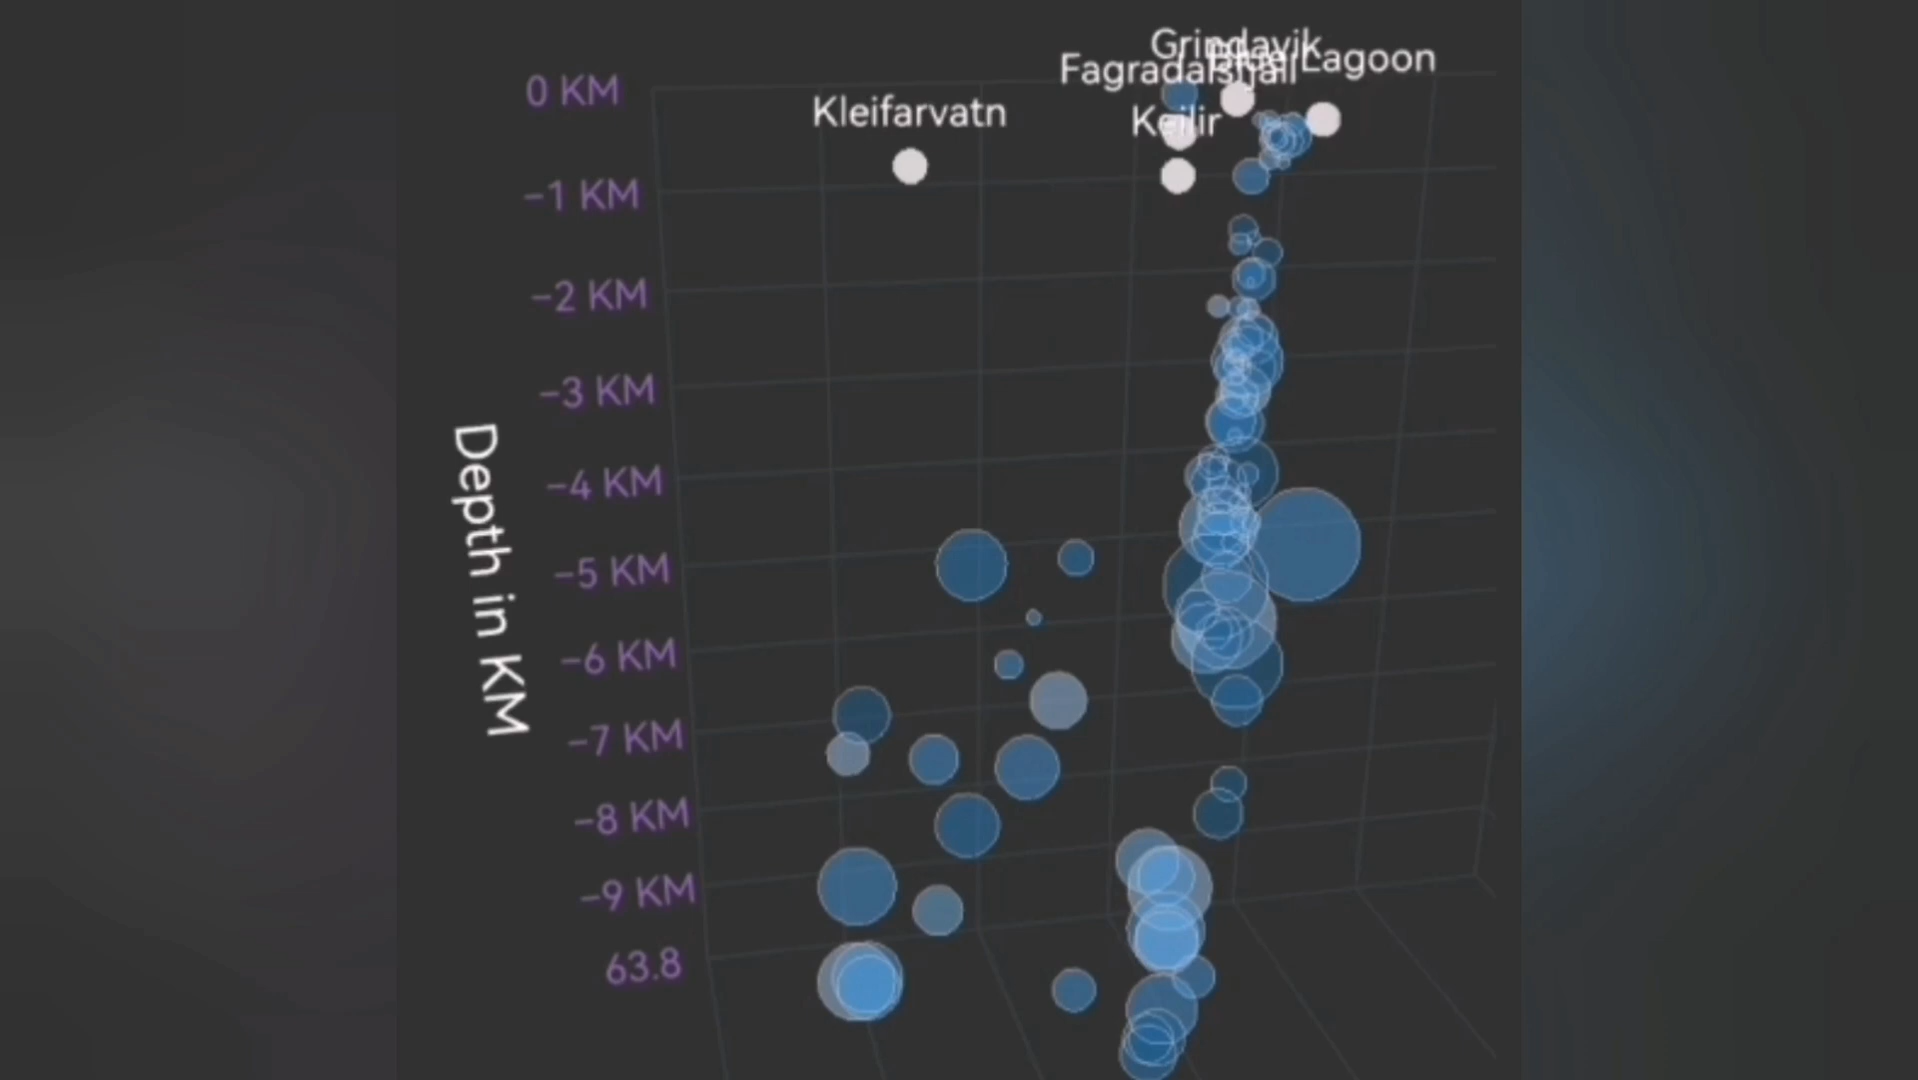 Grindavik
Lagoon
Fagradalsfjall
0 KM
Kleifarvatn
Keilir
−1 KM
−2 KM
−3 KM
−4 KM
−5 KM
−6 KM
−7 KM
−8 KM
−9 KM
63.8
Depth in KM